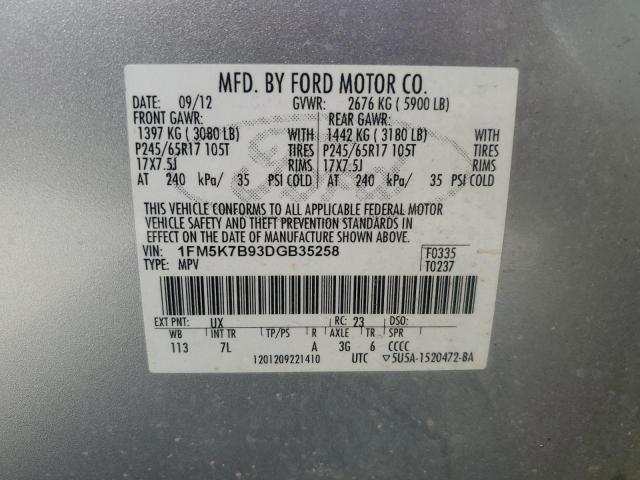 MFD. BY FORD MOTOR CO.
DATE: 09/12 GVWR: 2676 KG ( 5900 LB)
FRONT GAWR: REAR GAWR:
1397 KG ( 3080 LB) WITH 1442 KG ( 3180 LB) WITH
P245/65R17 105T TIRES P245/65R17 105T TIRES
17X7.5J RIMS 17X7.5J RIMS
AT 240 kPa/ 35 PSI COLD AT 240 kPa/ 35 PSI COLD
THIS VEHICLE CONFORMS TO ALL APPLICABLE FEDERAL MOTOR
VEHICLE SAFETY AND THEFT PREVENTION STANDARDS IN
EFFECT ON THE DATE OF MANUFACTURE SHOWN ABOVE.
VIN: 1FM5K7B93DGB35258 F0335
TYPE: MPV T0237
EXT PNT: UX RC: 23 DSO:
WB INT TR TP/PS R AXLE TR SPR
113 7L A 3G 6 CCCC
1201209221410 UTC ▽5U5A-1520472-BA